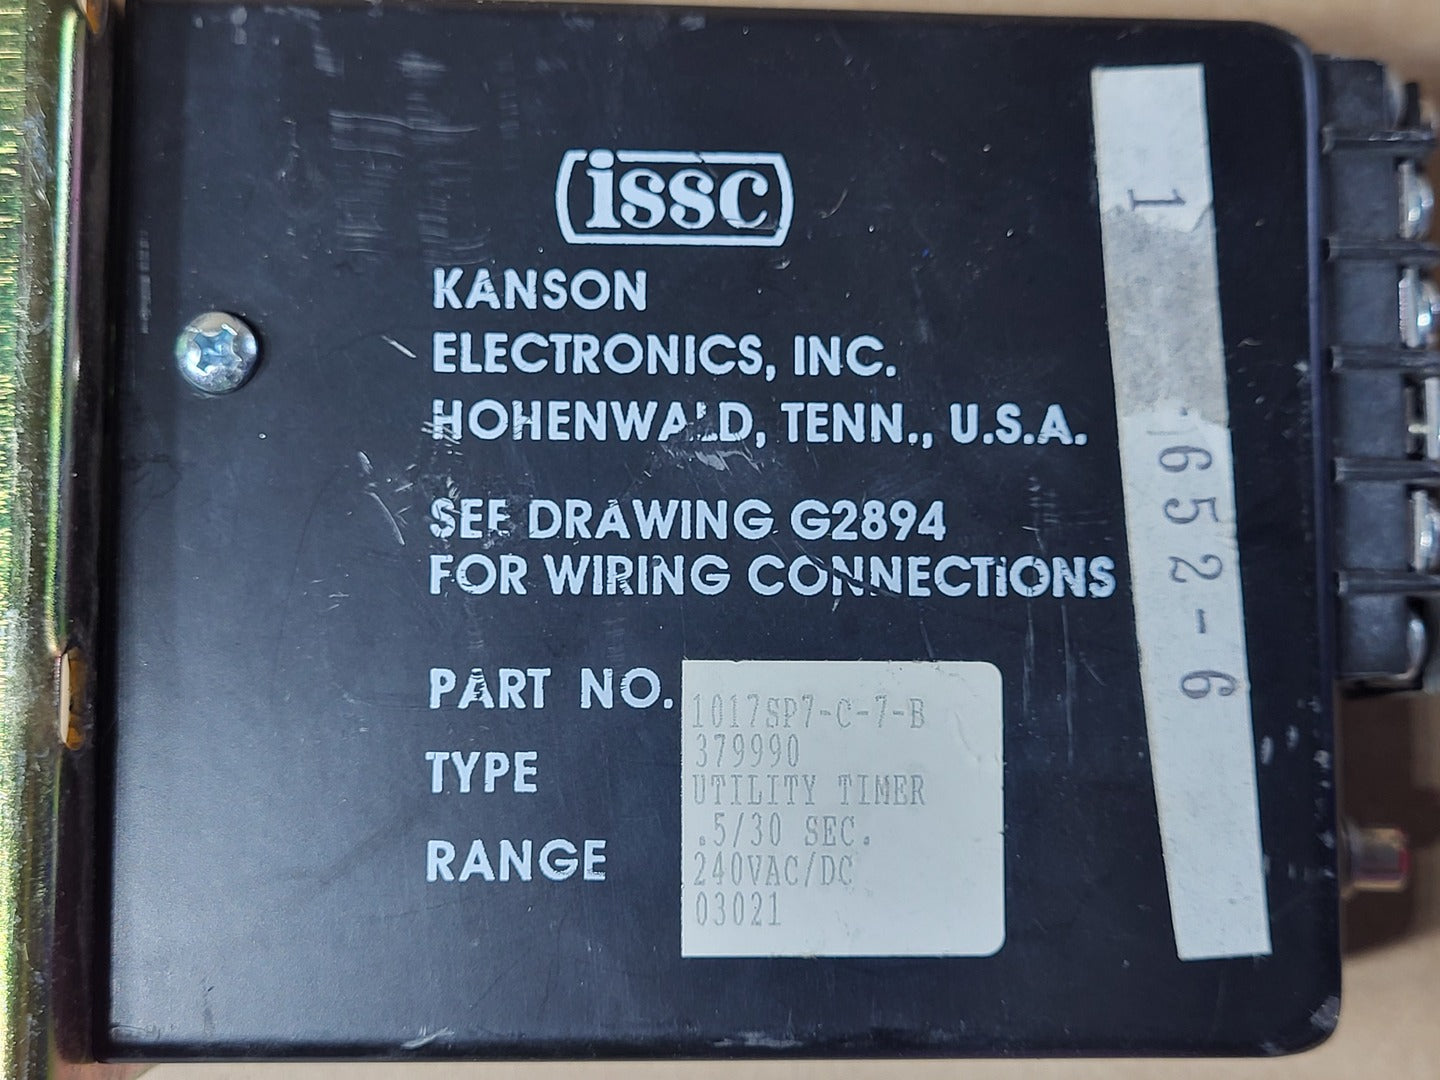 issc
KANSON
ELECTRONICS, INC.
HOHENWALD, TENN., U.S.A.
SEE DRAWING G2894
FOR WIRING CONNECTIONS
PART NO. 1017SP7-C-7-B
379990
TYPE UTILITY TIMER
.5/30 SEC.
RANGE 240VAC/DC
03021
1 652-6